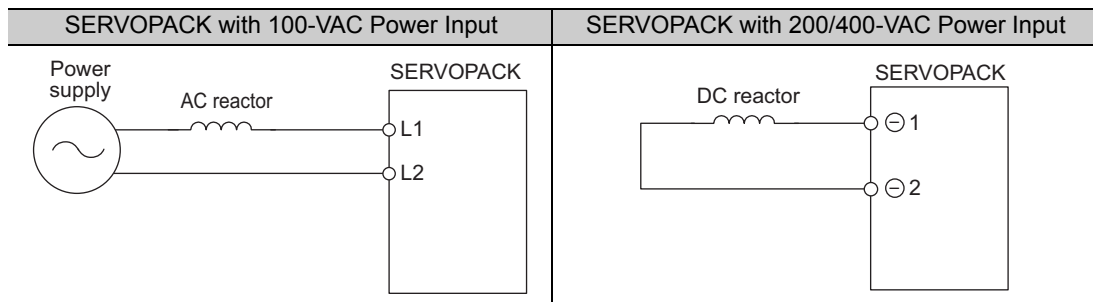 SERVOPACK with 100-VAC Power Input
SERVOPACK with 200/400-VAC Power Input
Power
supply
AC reactor
SERVOPACK
L1
L2
DC reactor
SERVOPACK
⊖ 1
⊖ 2